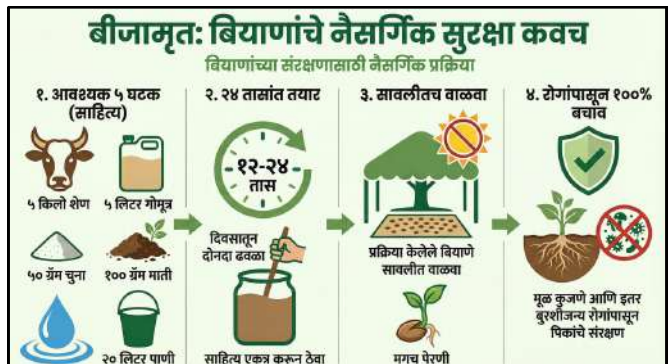 बीजामृत: बियाणांचे नैसर्गिक सुरक्षा कवच
बियाणांच्या संरक्षणासाठी नैसर्गिक प्रक्रिया
१. आवश्यक ५ घटक
(साहित्य)
५ किलो शेण
५ लिटर गोमूत्र
५० ग्रॅम चुना
१०० ग्रॅम माती
२० लिटर पाणी
२. २४ तासांत तयार
१२-२४
तास
दिवसातून
दोनदा ढवळा
साहित्य एकत्र करून ठेवा
३. सावलीतच वाळवा
प्रक्रिया केलेले बियाणे
सावलीत वाळवा
मगच पेरणी
४. रोगांपासून १००%
बचाव
मूळ कुजणे आणि इतर
बुरशीजन्य रोगांपासून
पिकांचे संरक्षण